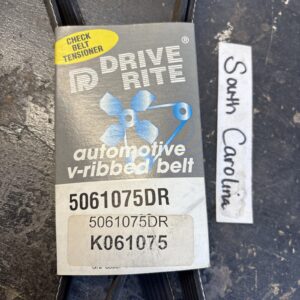 CHECK
BELT
TENSIONER
DRIVE
RITE®
automotive
v-ribbed belt
5061075DR
5061075DR
K061075
South Carolina